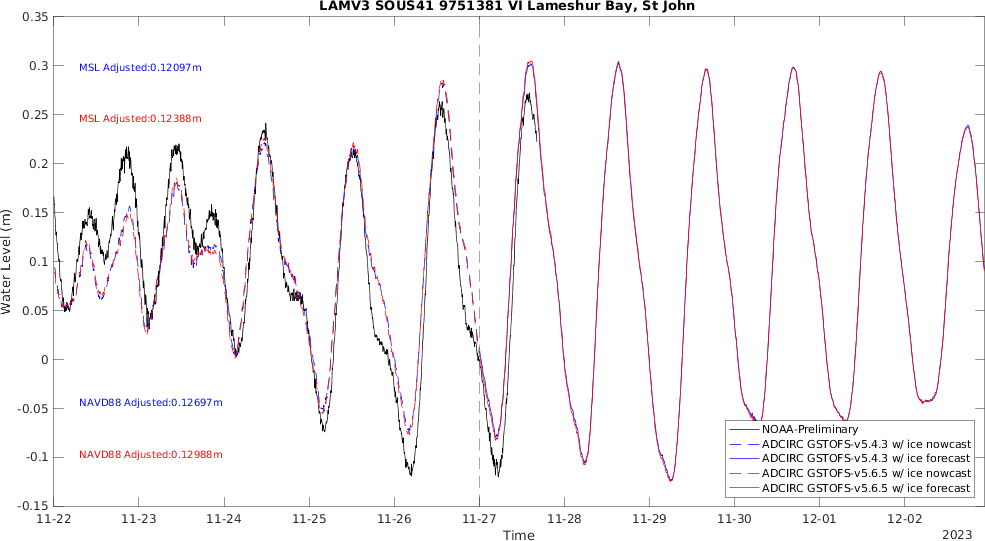 LAMV3 SOUS41 9751381 VI Lameshur Bay, St John
0.35
0.3
0.25
0.2
0.15
0.1
0.05
0
-0.05
-0.1
-0.15
Water Level (m)
MSL Adjusted:0.12097m
MSL Adjusted:0.12388m
NAVD88 Adjusted:0.12697m
NAVD88 Adjusted:0.12988m
NOAA-Preliminary
ADCIRC GSTOFS-v5.4.3 w/ ice nowcast
ADCIRC GSTOFS-v5.4.3 w/ ice forecast
ADCIRC GSTOFS-v5.6.5 w/ ice nowcast
ADCIRC GSTOFS-v5.6.5 w/ ice forecast
11-22 11-23 11-24 11-25 11-26 11-27 11-28 11-29 11-30 12-01 12-02
Time
2023